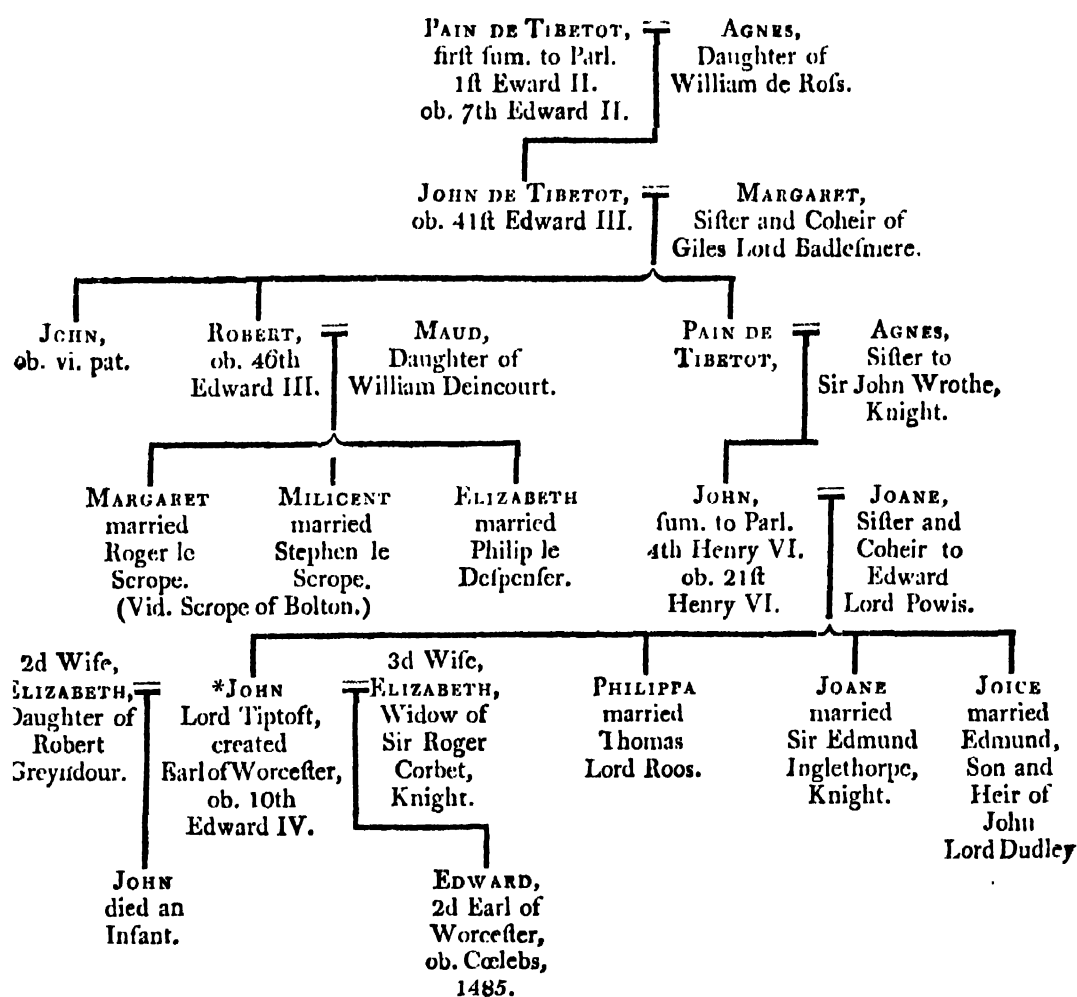 PAIN DE TIBETOT,
firſt ſum. to Parl.
1ſt Eward II.
ob. 7th Edward II.
AGNES,
Daughter of
William de Roſs.
JOHN DE TIBETOT,
ob. 41ſt Edward III.
MARGARET,
Siſter and Coheir of
Giles Lord Badleſmere.
JOHN,
ob. vi. pat.
ROBERT,
ob. 46th
Edward III.
MAUD,
Daughter of
William Deincourt.
PAIN DE
TIBETOT,
AGNES,
Siſter to
Sir John Wrothe,
Knight.
MARGARET
married
Roger le
Scrope.
MILICENT
married
Stephen le
Scrope.
(Vid. Scrope of Bolton.)
ELIZABETH
married
Philip le
Deſpenſer.
JOHN,
ſum. to Parl.
4th Henry VI.
ob. 21ſt
Henry VI.
JOANE,
Siſter and
Coheir to
Edward
Lord Powis.
2d Wife,
ELIZABETH,
Daughter of
Robert
Greyndour.
*JOHN
Lord Tiptoft,
created
Earl of Worceſter,
ob. 10th
Edward IV.
3d Wife,
ELIZABETH,
Widow of
Sir Roger
Corbet,
Knight.
PHILIPPA
married
Thomas
Lord Roos.
JOANE
married
Sir Edmund
Inglethorpe,
Knight.
JOICE
married
Edmund,
Son and
Heir of
John
Lord Dudley
JOHN
died an
Infant.
EDWARD,
2d Earl of
Worceſter,
ob. Cœlebs,
1485.